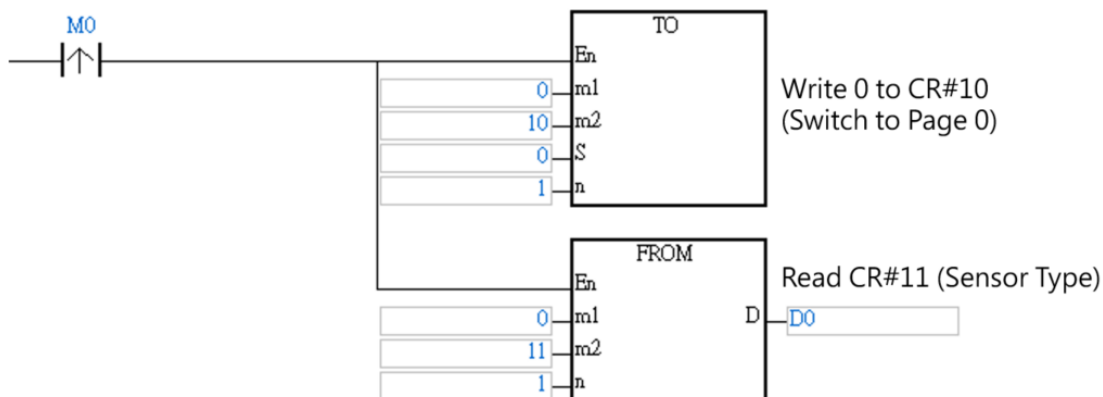 M0
TO
En
0 m1
10 m2
0 S
1 n
Write 0 to CR#10
(Switch to Page 0)
FROM
En
0 m1
11 m2
1 n
D D0
Read CR#11 (Sensor Type)